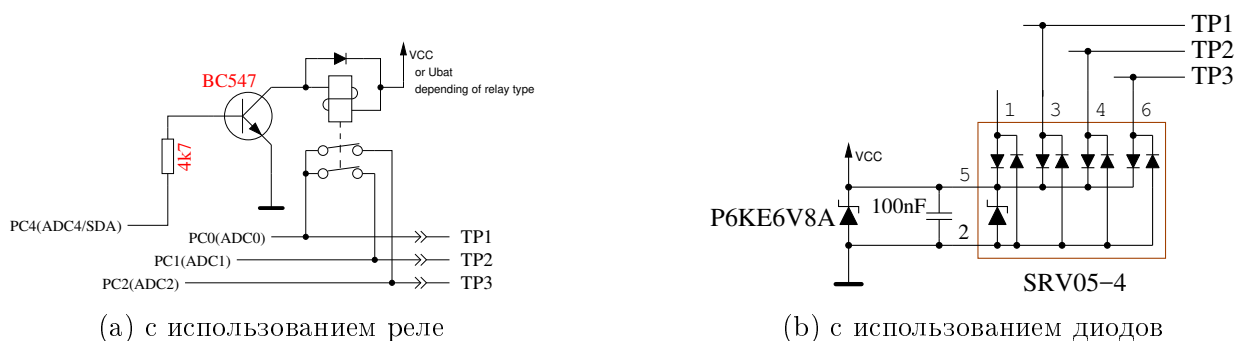 VCC
or Ubat
depending of relay type
BC547
4k7
PC4(ADC4/SDA)
PC0(ADC0)
TP1
PC1(ADC1)
TP2
PC2(ADC2)
TP3
(a) с использованием реле
TP1
TP2
TP3
1
3
4
6
VCC
5
P6KE6V8A
100nF
2
SRV05−4
(b) с использованием диодов